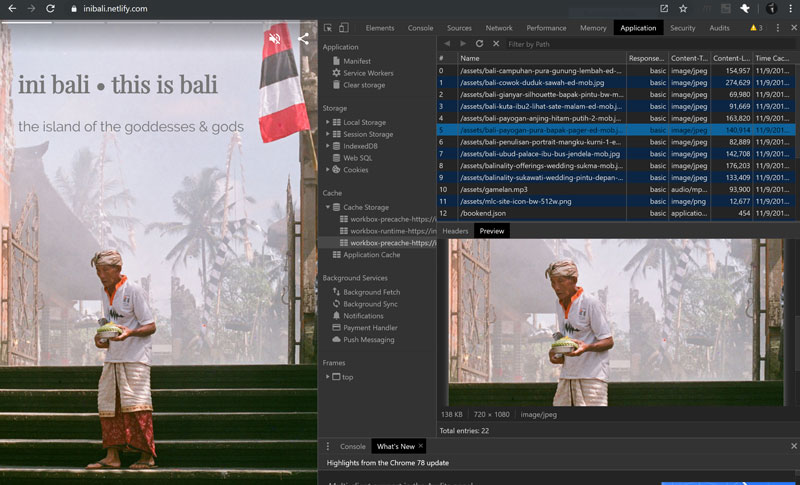 inibali.netlify.com
ini bali • this is bali
the island of the goddesses & gods
Elements Console Sources Network Performance Memory Application Security Audits 3
Application
Manifest
Service Workers
Clear storage
Storage
Local Storage
Session Storage
IndexedDB
Web SQL
Cookies
Cache
Cache Storage
workbox-precache-https://i
workbox-runtime-https://in
workbox-precache-https://i
Application Cache
Background Services
Background Fetch
Background Sync
Notifications
Payment Handler
Push Messaging
Frames
top
Filter by Path
# Name Response... Content-T... Content-L... Time Cac...
0 /assets/bali-campuhan-pura-gunung-lembah-ed-... basic image/jpeg 154,957 11/9/201...
1 /assets/bali-cowok-duduk-sawah-ed-mob.jpg basic image/jpeg 274,629 11/9/201...
2 /assets/bali-gianyar-silhouette-bapak-pintu-bw-m... basic image/jpeg 69,980 11/9/201...
3 /assets/bali-kuta-ibu2-lihat-sate-malam-ed-mob.j... basic image/jpeg 91,669 11/9/201...
4 /assets/bali-payogan-anjing-hitam-putih-2-mob.j... basic image/jpeg 163,820 11/9/201...
5 /assets/bali-payogan-pura-bapak-pager-ed-mob.j... basic image/jpeg 140,914 11/9/201...
6 /assets/bali-penulisan-portrait-mangku-kurni-1-e... basic image/jpeg 82,889 11/9/201...
7 /assets/bali-ubud-palace-ibu-bus-jendela-mob.jpg basic image/jpeg 142,708 11/9/201...
8 /assets/balinality-offerings-wedding-sukma-mob.j... basic image/jpeg 176,203 11/9/201...
9 /assets/balinality-sukawati-wedding-pintu-depan-... basic image/jpeg 133,409 11/9/201...
10 /assets/gamelan.mp3 basic audio/mp... 93,900 11/9/201...
11 /assets/mlc-site-icon-bw-512w.png basic image/png 12,677 11/9/201...
12 /bookend.json basic applicatio... 454 11/9/201...
Headers Preview
138 KB 720 × 1080 image/jpeg
Total entries: 22
Console What's New
Highlights from the Chrome 78 update